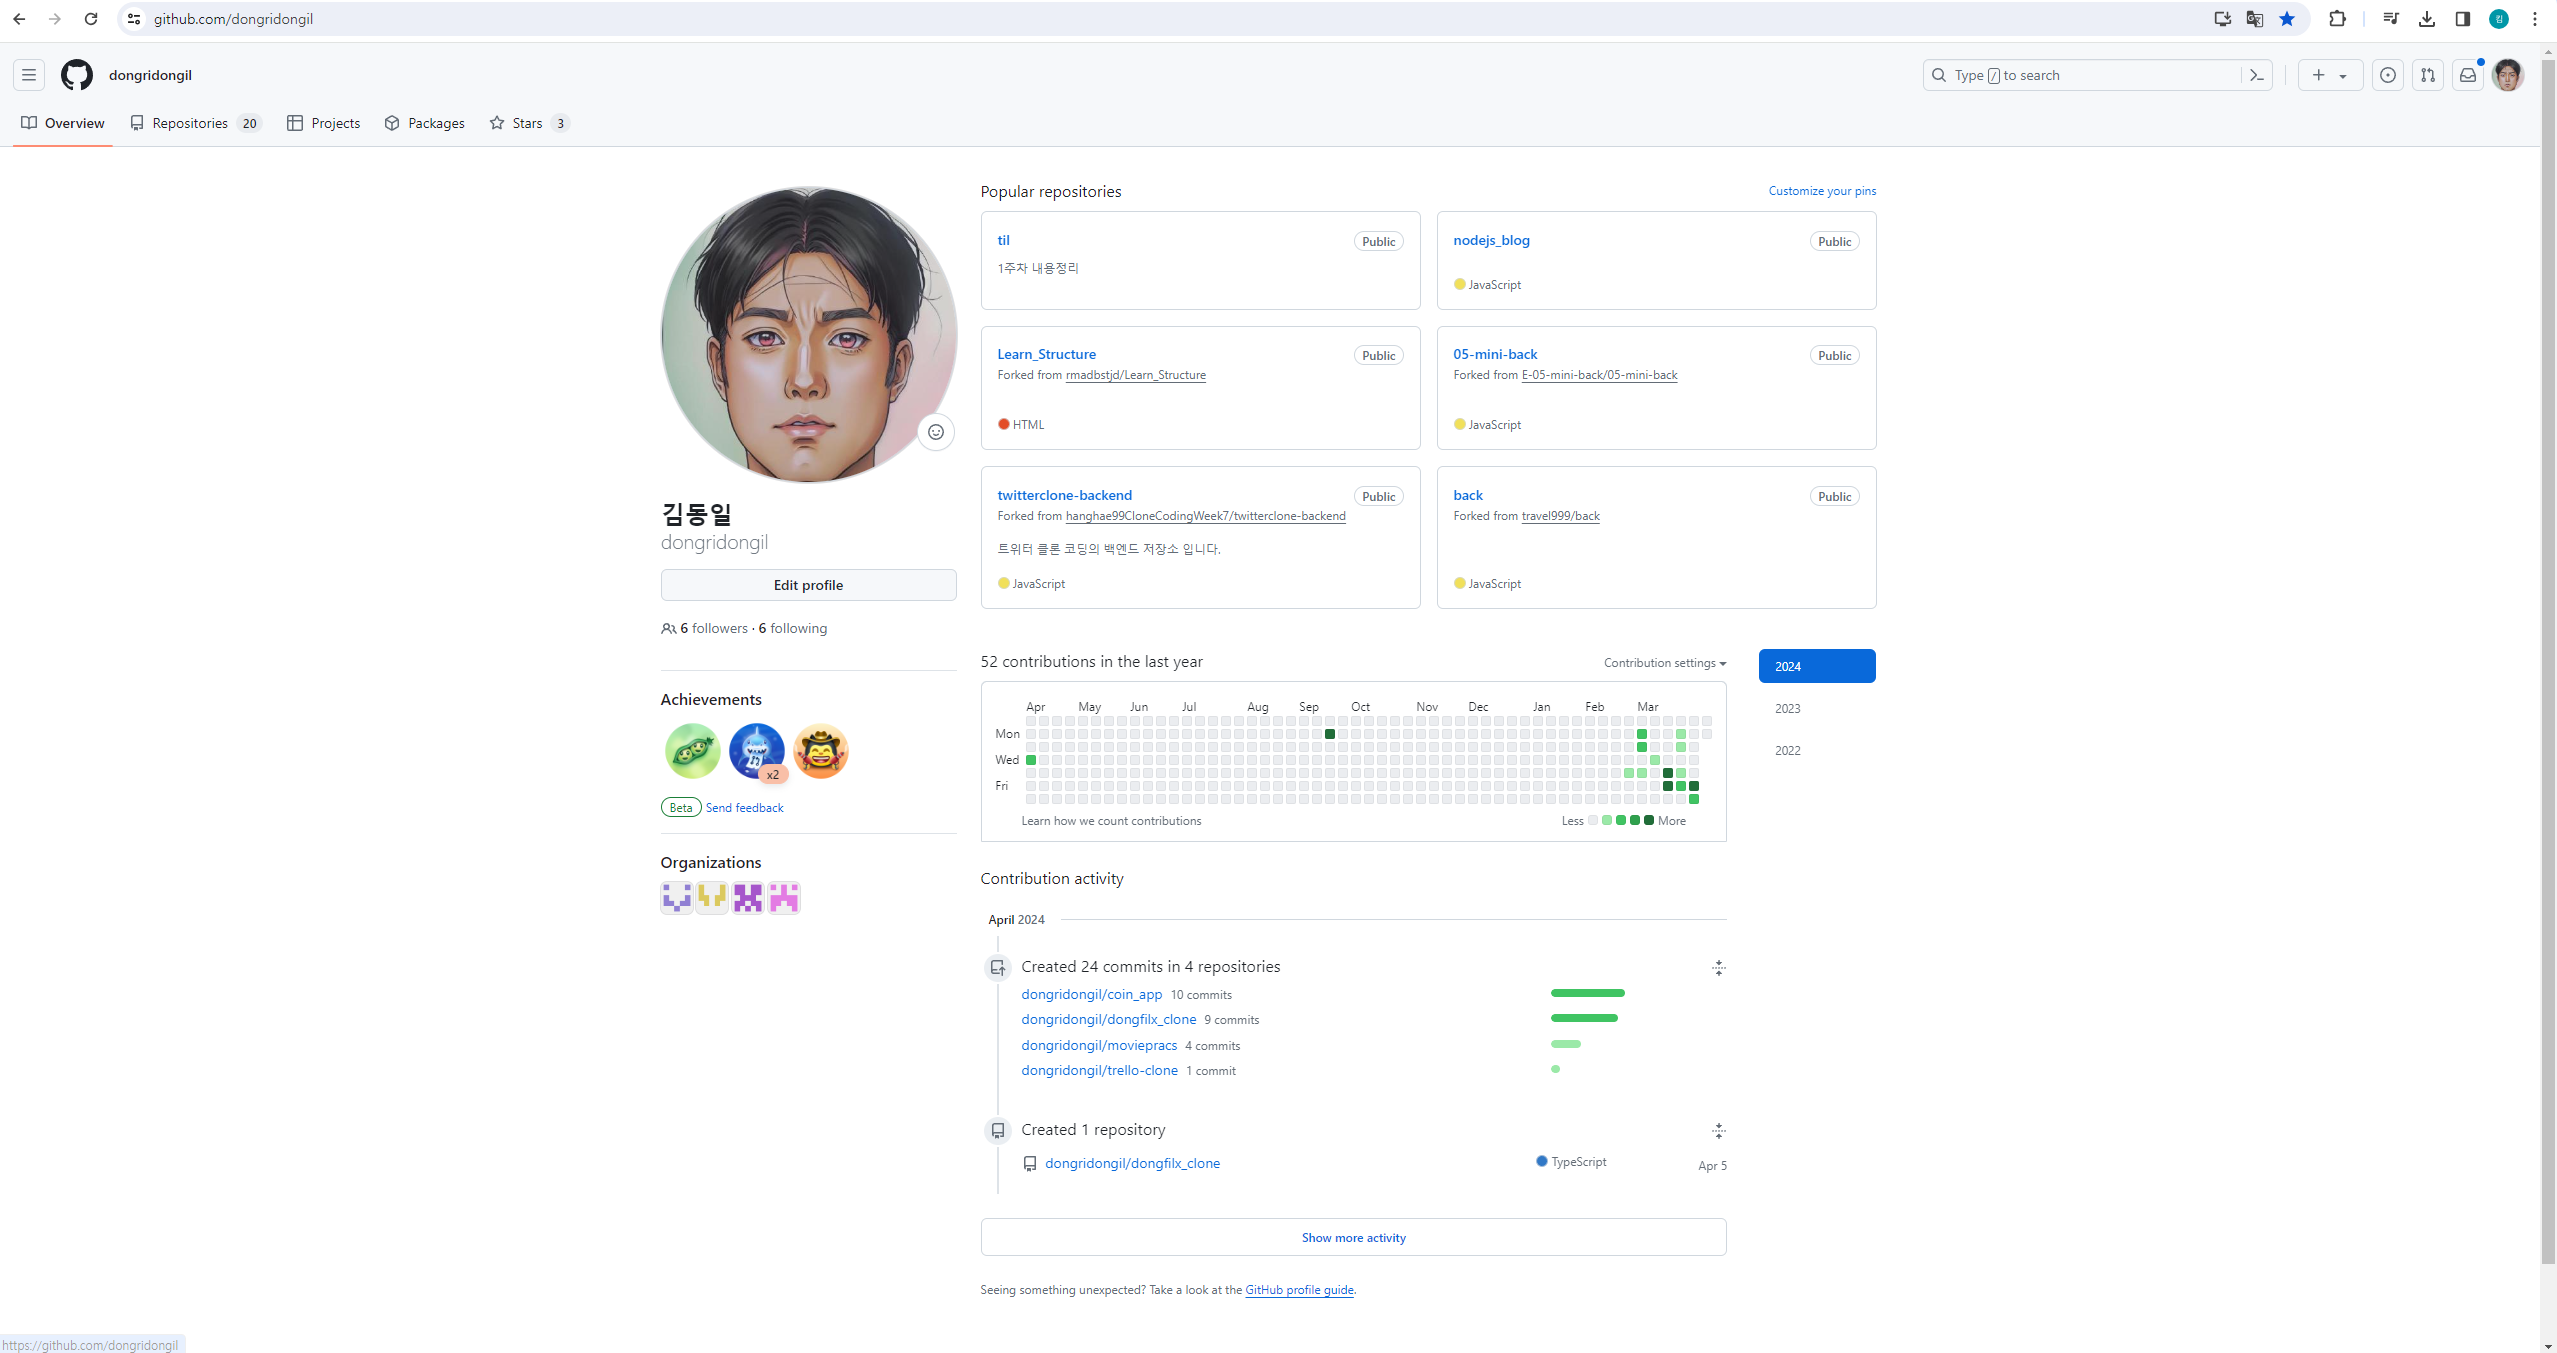 github.com/dongridongil
킴
dongridongil
Type / to search
Overview
Repositories 20
Projects
Packages
Stars 3
김동일
dongridongil
Edit profile
6 followers · 6 following
Achievements
x2
Beta Send feedback
Organizations
Popular repositories
Customize your pins
til Public
1주차 내용정리
nodejs_blog Public
JavaScript
Learn_Structure Public
Forked from rmadbstjd/Learn_Structure
HTML
05-mini-back Public
Forked from E-05-mini-back/05-mini-back
JavaScript
twitterclone-backend Public
Forked from hanghae99CloneCodingWeek7/twitterclone-backend
트위터 클론 코딩의 백엔드 저장소 입니다.
JavaScript
back Public
Forked from travel999/back
JavaScript
52 contributions in the last year
Contribution settings
2024
2023
2022
Apr May Jun Jul Aug Sep Oct Nov Dec Jan Feb Mar
Mon
Wed
Fri
Learn how we count contributions
Less More
Contribution activity
April 2024
Created 24 commits in 4 repositories
dongridongil/coin_app 10 commits
dongridongil/dongfilx_clone 9 commits
dongridongil/moviepracs 4 commits
dongridongil/trello-clone 1 commit
Created 1 repository
dongridongil/dongfilx_clone TypeScript Apr 5
Show more activity
Seeing something unexpected? Take a look at the GitHub profile guide.
https://github.com/dongridongil